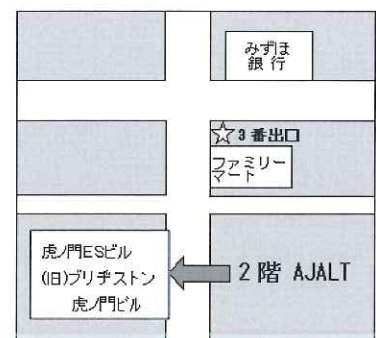 みずほ
銀行
☆3番出口
ファミリー
マート
虎ノ門ESビル
(旧)ブリヂストン
虎ノ門ビル
2階 AJALT